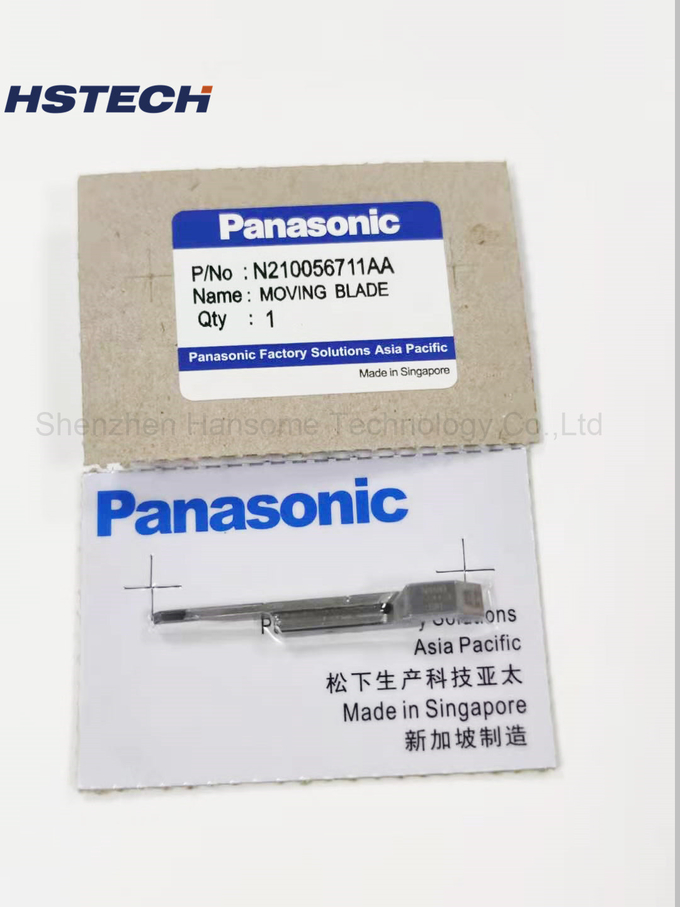 HSTECH
Panasonic
P/No : N210056711AA
Name : MOVING BLADE
Qty : 1
Panasonic Factory Solutions Asia Pacific
Made in Singapore
Shenzhen Hansome Technology Co.,Ltd
Panasonic
Asia Pacific
松下生产科技亚太
Made in Singapore
新加坡制造